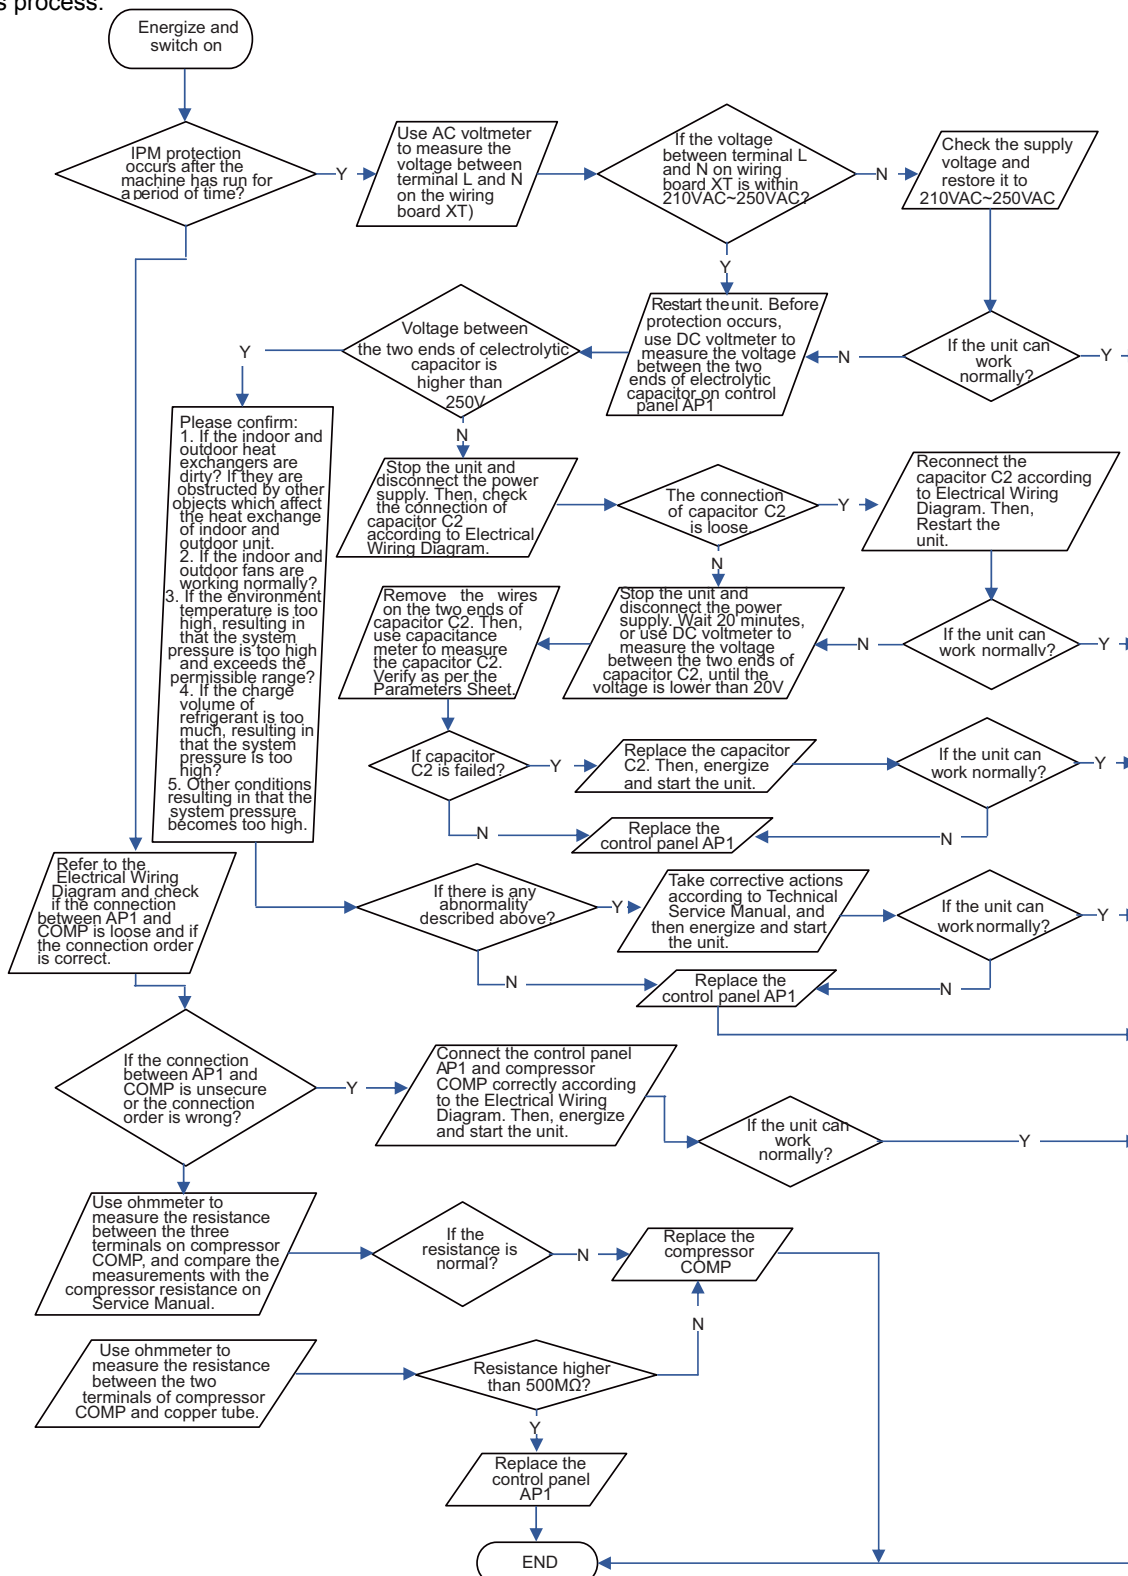 s process.
Energize and
switch on
IPM protection
occurs after the
machine has run for
a period of time?
Y
Use AC voltmeter
to measure the
voltage between
terminal L and N
on the wiring
board XT)
If the voltage
between terminal L
and N on wiring
board XT is within
210VAC~250VAC?
N
Check the supply
voltage and
restore it to
210VAC~250VAC
Y
Voltage between
the two ends of celectrolytic
capacitor is
higher than
250V
Y
Restart the unit. Before
protection occurs,
use DC voltmeter to
measure the voltage
between the two
ends of electrolytic
capacitor on control
panel AP1
N
If the unit can
work
normally?
Y
Please confirm:
1. If the indoor and
outdoor heat
exchangers are
dirty? If they are
obstructed by other
objects which affect
the heat exchange
of indoor and
outdoor unit.
2. If the indoor and
outdoor fans are
working normally?
3. If the environment
temperature is too
high, resulting in
that the system
pressure is too high
and exceeds the
permissible range?
4. If the charge
volume of
refrigerant is too
much, resulting in
that the system
pressure is too
high?
5. Other conditions
resulting in that the
system pressure
becomes too high.
N
Stop the unit and
disconnect the power
supply. Then, check
the connection of
capacitor C2
according to Electrical
Wiring Diagram.
The connection
of capacitor C2
is loose.
Y
Reconnect the
capacitor C2 according
to Electrical Wiring
Diagram. Then,
Restart the
unit.
N
Remove the wires
on the two ends of
capacitor C2. Then,
use capacitance
meter to measure
the capacitor C2.
Verify as per the
Parameters Sheet.
Stop the unit and
disconnect the power
supply. Wait 20 minutes,
or use DC voltmeter to
measure the voltage
between the two ends of
capacitor C2, until the
voltage is lower than 20V
N
If the unit can
work normally?
Y
If capacitor
C2 is failed?
Y
Replace the capacitor
C2. Then, energize
and start the unit.
If the unit can
work normally?
Y
N
Replace the
control panel AP1
N
Refer to the
Electrical Wiring
Diagram and check
if the connection
between AP1 and
COMP is loose and if
the connection order
is correct.
If there is any
abnormality
described above?
Y
Take corrective actions
according to Technical
Service Manual, and
then energize and start
the unit.
If the unit can
work normally?
Y
N
Replace the
control panel AP1
N
If the connection
between AP1 and
COMP is unsecure
or the connection
order is wrong?
Y
Connect the control panel
AP1 and compressor
COMP correctly according
to the Electrical Wiring
Diagram. Then, energize
and start the unit.
If the unit can
work
normally?
Y
Use ohmmeter to
measure the resistance
between the three
terminals on compressor
COMP, and compare the
measurements with the
compressor resistance on
Service Manual.
If the
resistance is
normal?
N
Replace the
compressor
COMP
N
Use ohmmeter to
measure the resistance
between the two
terminals of compressor
COMP and copper tube.
Resistance higher
than 500MΩ?
Y
Replace the
control panel
AP1
END